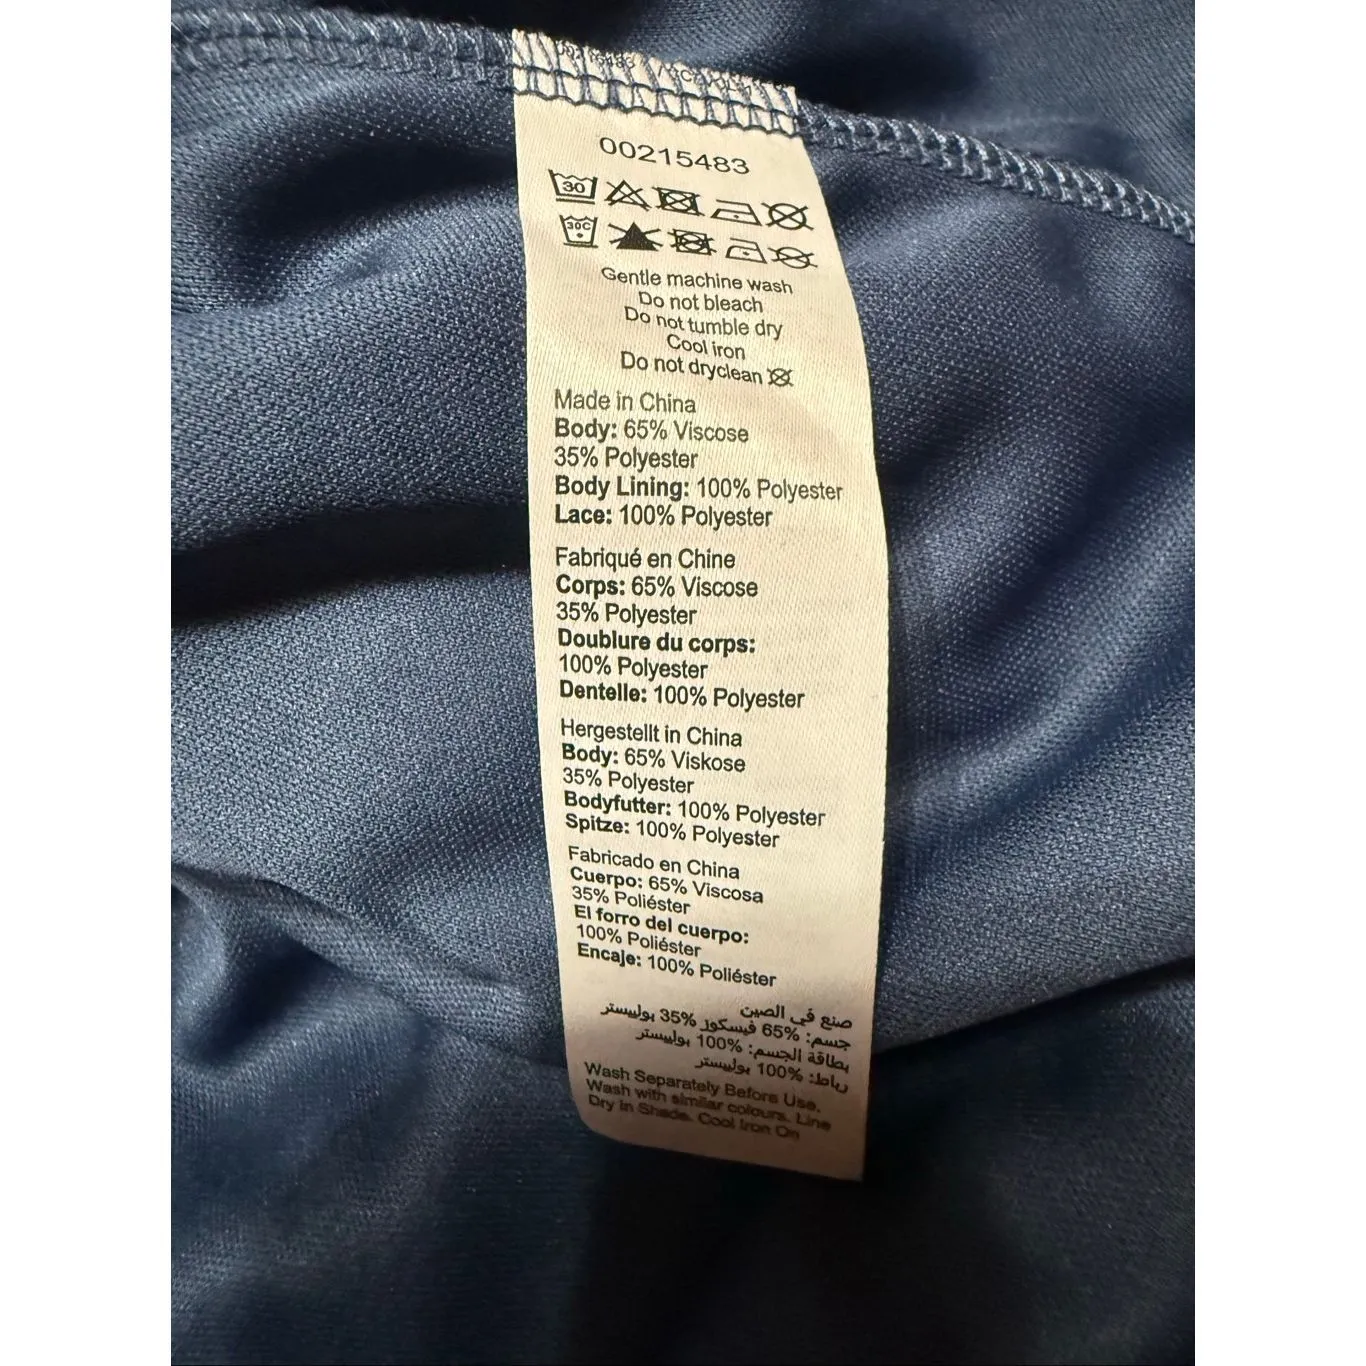 00215483
30
30C
Gentle machine wash
Do not bleach
Do not tumble dry
Cool iron
Do not dryclean
Made in China
Body: 65% Viscose
35% Polyester
Body Lining: 100% Polyester
Lace: 100% Polyester
Fabriqué en Chine
Corps: 65% Viscose
35% Polyester
Doublure du corps:
100% Polyester
Dentelle: 100% Polyester
Hergestellt in China
Body: 65% Viskose
35% Polyester
Bodyfutter: 100% Polyester
Spitze: 100% Polyester
Fabricado en China
Cuerpo: 65% Viscosa
35% Poliéster
El forro del cuerpo:
100% Poliéster
Encaje: 100% Poliéster
صنع في الصين
جسم: 65% فيسكوز 35% بوليستر
بطاقة الجسم: 100% بوليستر
رباط: 100% بوليستر
Wash Separately Before Use.
Wash with similar colours. Line
Dry In Shade. Cool Iron On